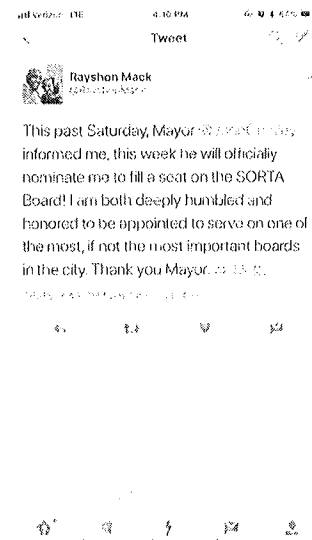 Verizon LTE 4:10 PM
Tweet
Rayshon Mack
This past Saturday, Mayor
informed me, this week he will officially
nominate me to fill a seat on the SORTA
Board! I am both deeply humbled and
honored to be appointed to serve on one of
the most, if not the most important boards
in the city. Thank you Mayor.